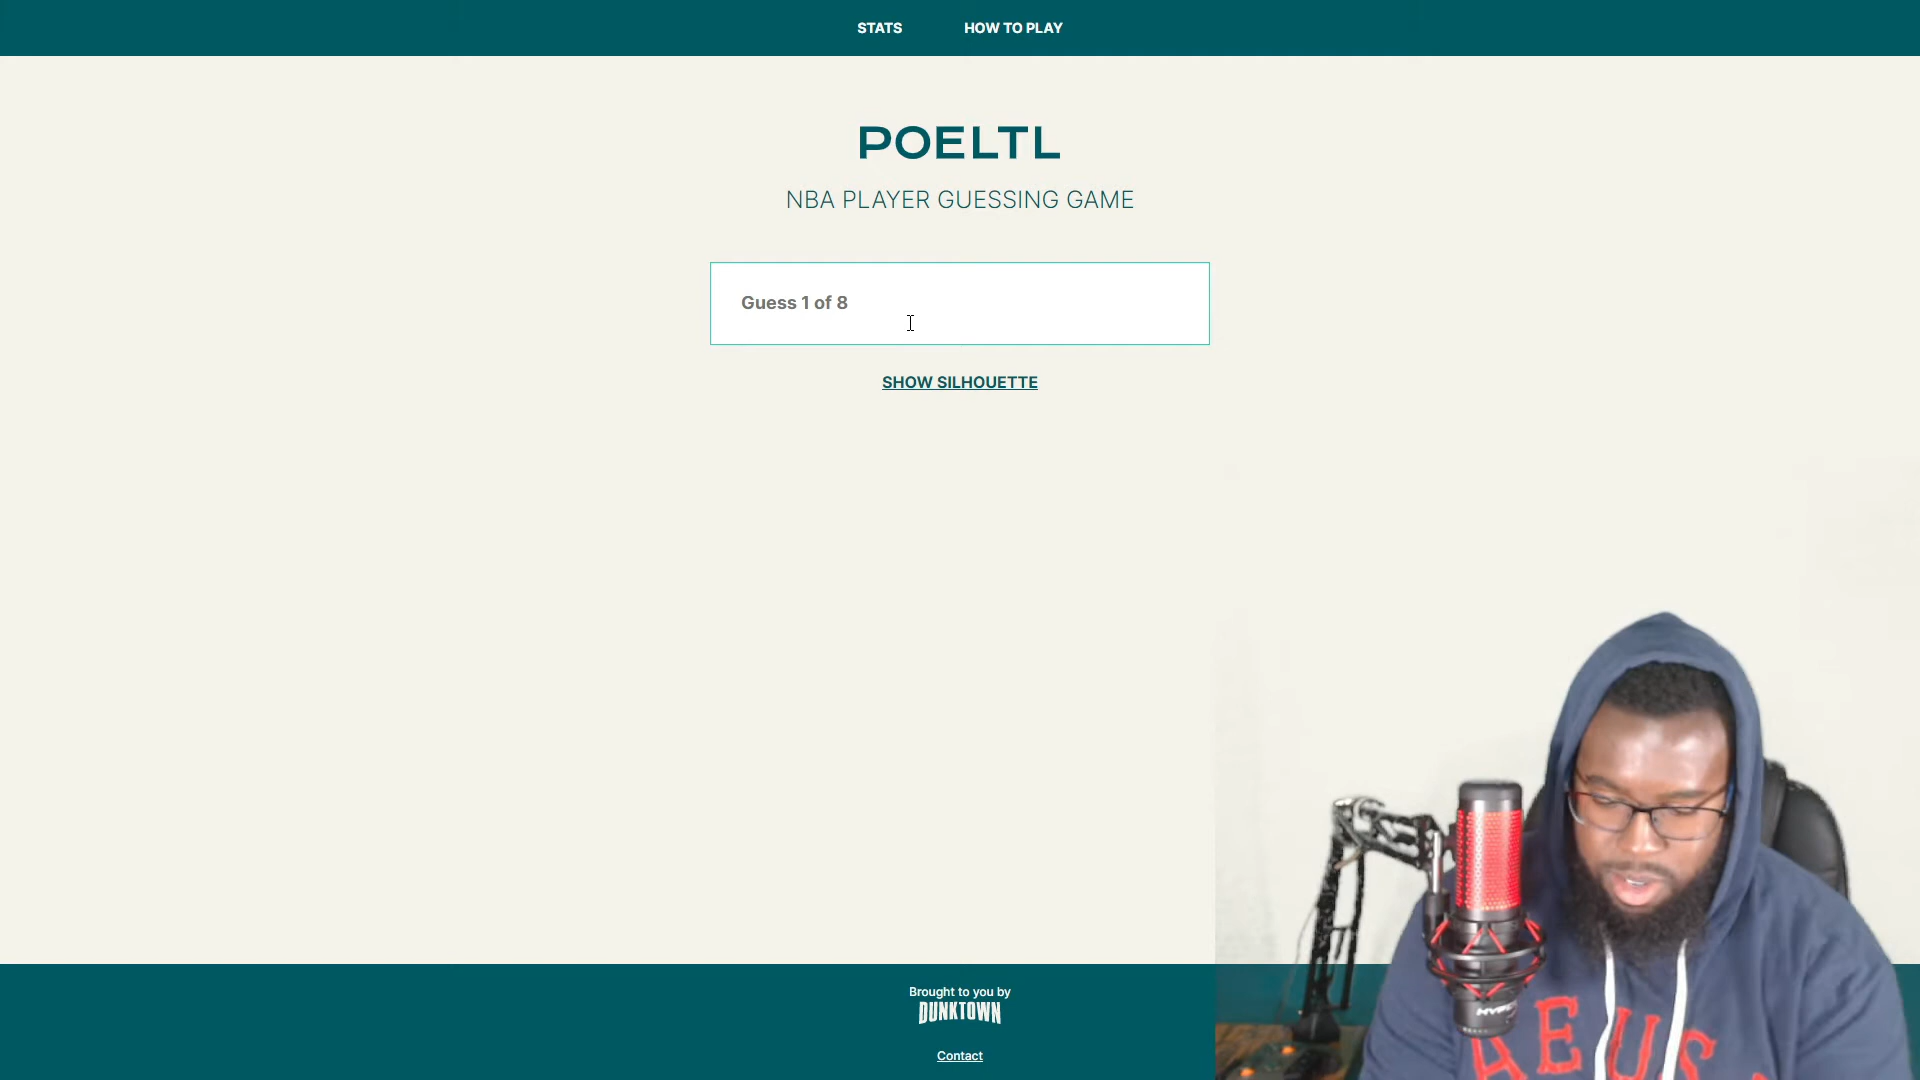 STATS HOW TO PLAY
POELTL
NBA PLAYER GUESSING GAME
Guess 1 of 8
SHOW SILHOUETTE
Brought to you by
DUNKTOWN
Contact